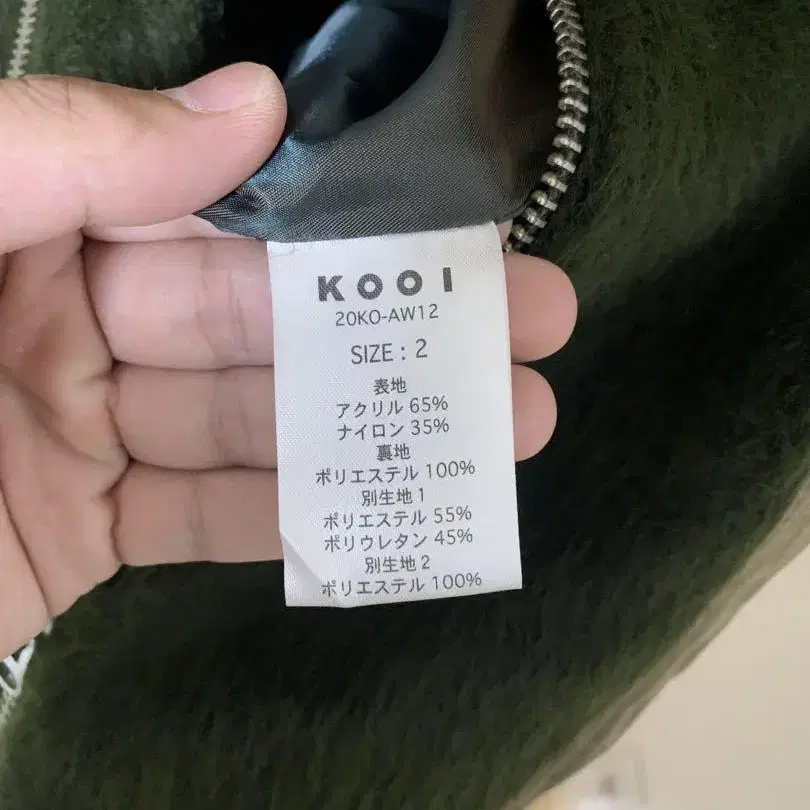 KOOI
20KO-AW12
SIZE : 2
表地
アクリル 65%
ナイロン 35%
裏地
ポリエステル 100%
別生地 1
ポリエステル 55%
ポリウレタン 45%
別生地 2
ポリエステル 100%